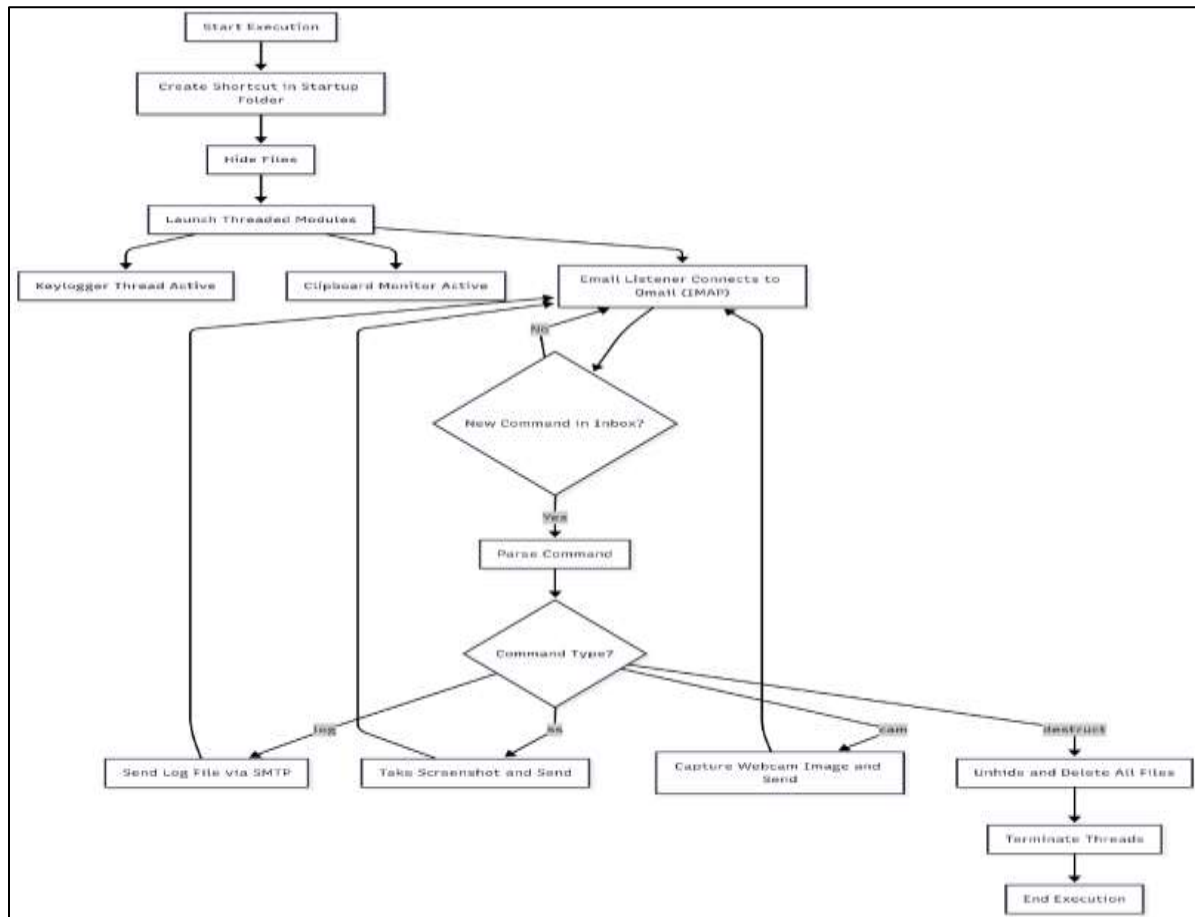 Start Execution
Create Shortcut in Startup
Folder
Hide Files
Launch Threaded Modules
Keylogger Thread Active
Clipboard Monitor Active
Email Listener Connects to
Gmail (IMAP)
No
New Command in Inbox?
Yes
Parse Command
Command Type?
log
ss
cam
destruct
Send Log File via SMTP
Take Screenshot and Send
Capture Webcam Image and
Send
Unhide and Delete All Files
Terminate Threads
End Execution